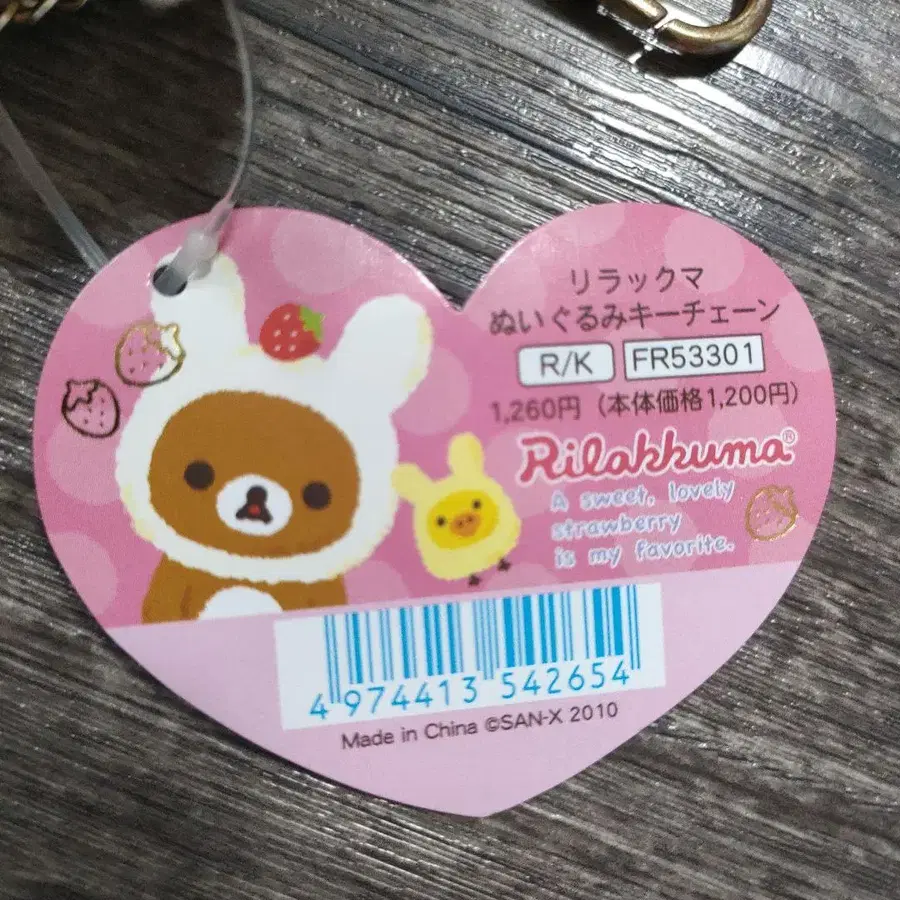 リラックマ
ぬいぐるみキーチェーン
R/K FR53301
1,260円（本体価格1,200円）
Rilakkuma®
A sweet, lovely
strawberry
is my favorite.
4 974413 542654
Made in China ©SAN-X 2010